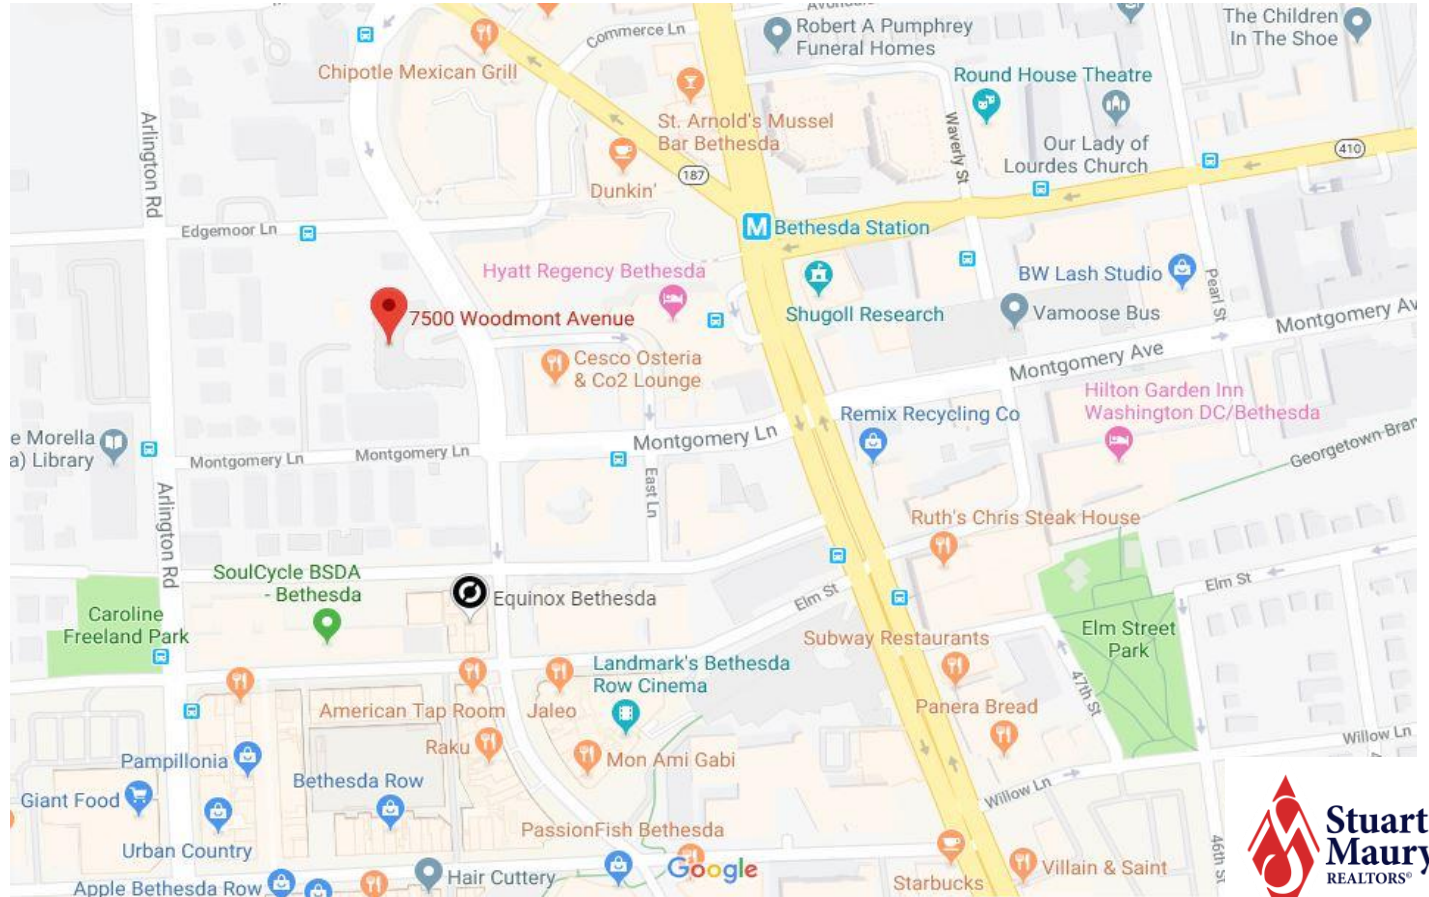 Commerce Ln
Robert A Pumphrey
Funeral Homes
The Children
In The Shoe
Chipotle Mexican Grill
Round House Theatre
Arlington Rd
St. Arnold's Mussel
Bar Bethesda
Waverly St
Our Lady of
Lourdes Church
410
187
Dunkin'
Edgemoor Ln
M Bethesda Station
Hyatt Regency Bethesda
BW Lash Studio
Pearl St
7500 Woodmont Avenue
Shugoll Research
Vamoose Bus
Montgomery Av
Cesco Osteria
& Co2 Lounge
Montgomery Ave
Hilton Garden Inn
Washington DC/Bethesda
Remix Recycling Co
e Morella
a) Library
Montgomery Ln
Montgomery Ln
Montgomery Ln
Georgetown-Bran
East Ln
Arlington Rd
Ruth's Chris Steak House
SoulCycle BSDA
- Bethesda
Equinox Bethesda
Elm St
Elm St
Caroline
Freeland Park
Subway Restaurants
Elm Street
Park
Landmark's Bethesda
Row Cinema
47th St
American Tap Room
Jaleo
Panera Bread
Raku
Mon Ami Gabi
Willow Ln
Pampillonia
Bethesda Row
Giant Food
Willow Ln
PassionFish Bethesda
Urban Country
46th St
Stuart
Maury
REALTORS®
Apple Bethesda Row
Hair Cuttery
Google
Starbucks
Villain & Saint